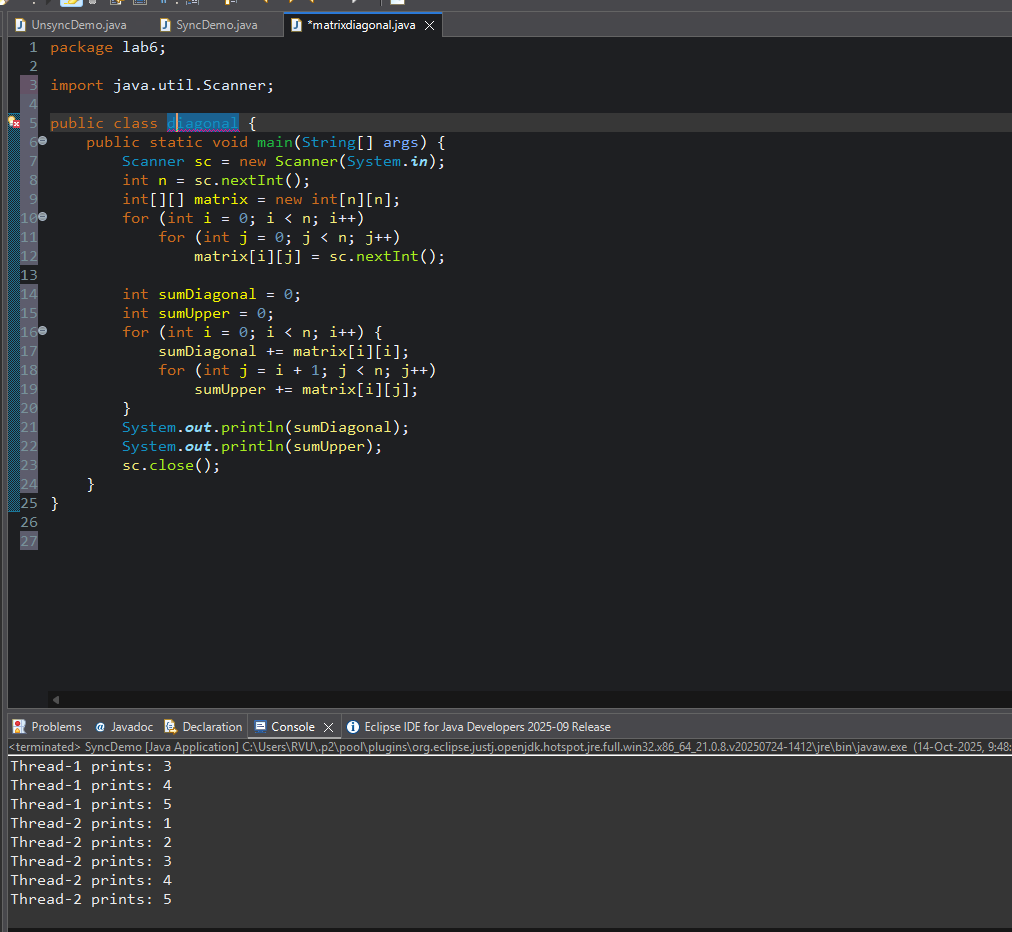 UnsyncDemo.java SyncDemo.java *matrixdiagonal.java
1 package lab6;
2
3 import java.util.Scanner;
4
5 public class diagonal {
6 public static void main(String[] args) {
7 Scanner sc = new Scanner(System.in);
8 int n = sc.nextInt();
9 int[][] matrix = new int[n][n];
10 for (int i = 0; i < n; i++)
11 for (int j = 0; j < n; j++)
12 matrix[i][j] = sc.nextInt();
13
14 int sumDiagonal = 0;
15 int sumUpper = 0;
16 for (int i = 0; i < n; i++) {
17 sumDiagonal += matrix[i][i];
18 for (int j = i + 1; j < n; j++)
19 sumUpper += matrix[i][j];
20 }
21 System.out.println(sumDiagonal);
22 System.out.println(sumUpper);
23 sc.close();
24 }
25 }
26
27
Problems @ Javadoc Declaration Console Eclipse IDE for Java Developers 2025-09 Release
<terminated> SyncDemo [Java Application] C:\Users\RVU\.p2\pool\plugins\org.eclipse.justj.openjdk.hotspot.jre.full.win32.x86_64_21.0.8.v20250724-1412\jre\bin\javaw.exe (14-Oct-2025, 9:48:
Thread-1 prints: 3
Thread-1 prints: 4
Thread-1 prints: 5
Thread-2 prints: 1
Thread-2 prints: 2
Thread-2 prints: 3
Thread-2 prints: 4
Thread-2 prints: 5